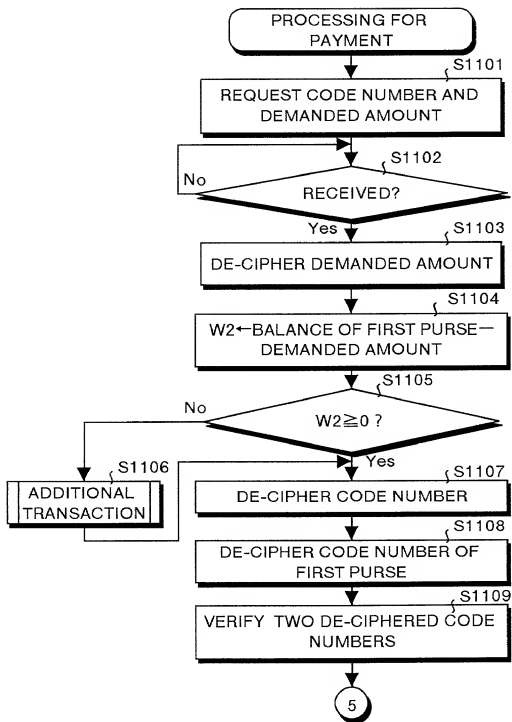 PROCESSING FOR
PAYMENT
S1101
REQUEST CODE NUMBER AND
DEMANDED AMOUNT
S1102
No
RECEIVED?
Yes
S1103
DE-CIPHER DEMANDED AMOUNT
S1104
W2←BALANCE OF FIRST PURSE—
DEMANDED AMOUNT
S1105
No
W2≧0 ?
Yes
S1106
ADDITIONAL
TRANSACTION
S1107
DE-CIPHER CODE NUMBER
S1108
DE-CIPHER CODE NUMBER OF
FIRST PURSE
S1109
VERIFY TWO DE-CIPHERED CODE
NUMBERS
5